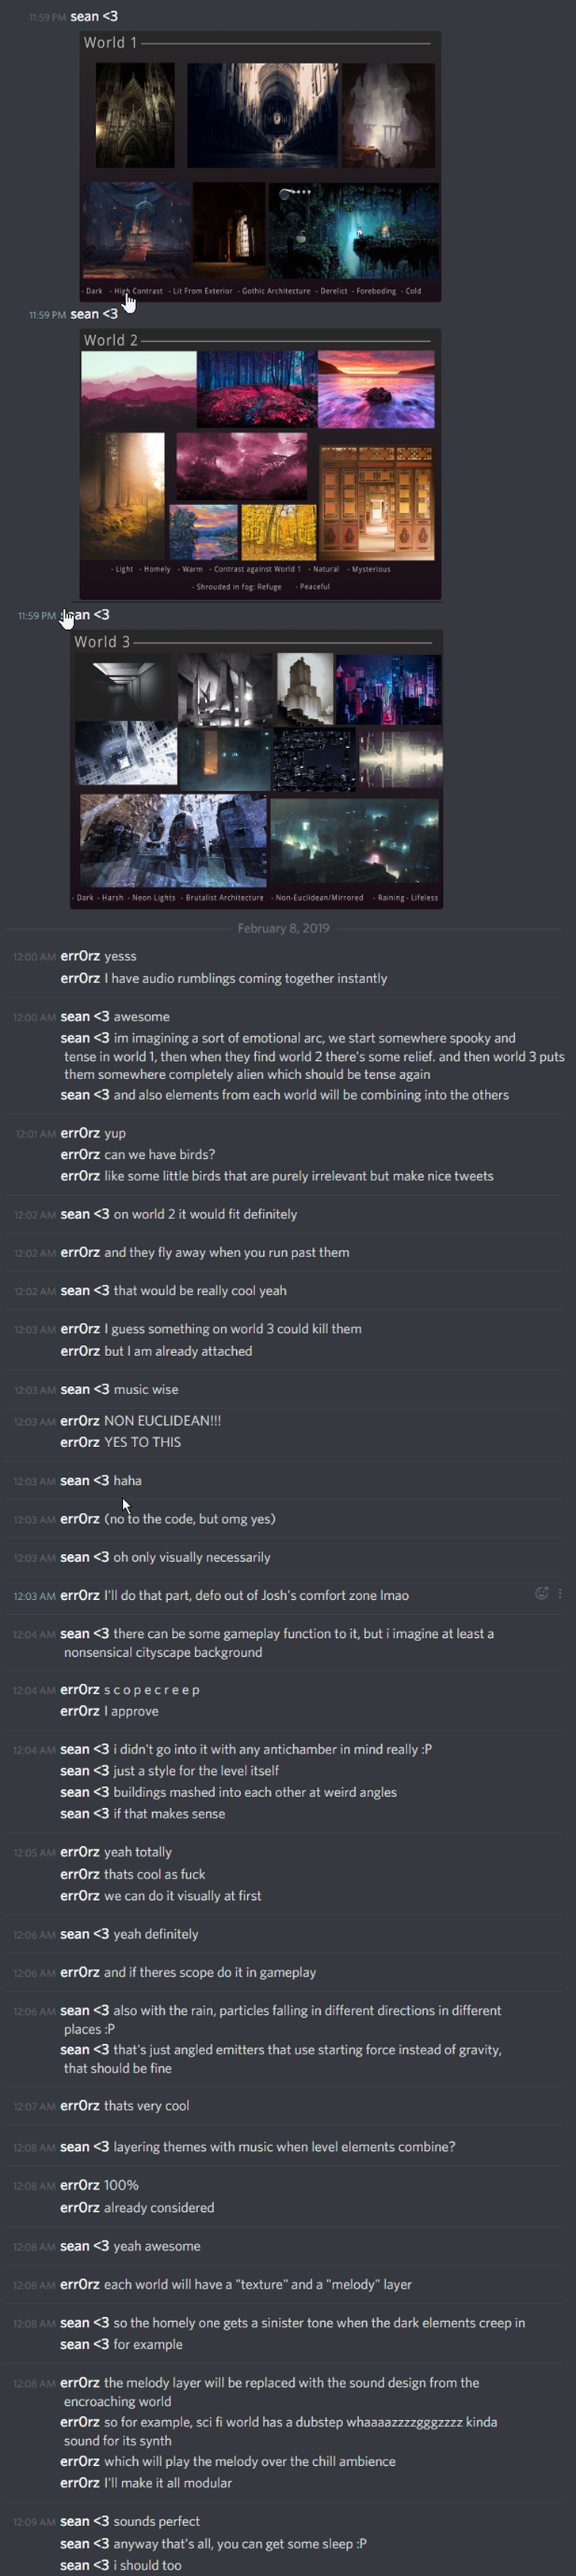 11:59 PM sean <3
World 1
- Dark - High Contrast - Lit From Exterior - Gothic Architecture - Derelict - Foreboding - Cold
11:59 PM sean <3
World 2
- Light - Homely - Warm - Contrast against World 1 - Natural - Mysterious
- Shrouded in fog: Refuge - Peaceful
11:59 PM sean <3
World 3
- Dark - Harsh - Neon Lights - Brutalist Architecture - Non-Euclidean/Mirrored - Raining - Lifeless
February 8, 2019
12:00 AM err0rz yesss
err0rz I have audio rumblings coming together instantly
12:00 AM sean <3 awesome
sean <3 im imagining a sort of emotional arc, we start somewhere spooky and
tense in world 1, then when they find world 2 there's some relief. and then world 3 puts
them somewhere completely alien which should be tense again
sean <3 and also elements from each world will be combining into the others
12:01 AM err0rz yup
err0rz can we have birds?
err0rz like some little birds that are purely irrelevant but make nice tweets
12:02 AM sean <3 on world 2 it would fit definitely
12:02 AM err0rz and they fly away when you run past them
12:02 AM sean <3 that would be really cool yeah
12:03 AM err0rz I guess something on world 3 could kill them
err0rz but I am already attached
12:03 AM sean <3 music wise
12:03 AM err0rz NON EUCLIDEAN!!!
err0rz YES TO THIS
12:03 AM sean <3 haha
12:03 AM err0rz (no to the code, but omg yes)
12:03 AM sean <3 oh only visually necessarily
12:03 AM err0rz I'll do that part, defo out of Josh's comfort zone lmao
12:04 AM sean <3 there can be some gameplay function to it, but i imagine at least a
nonsensical cityscape background
12:04 AM err0rz s c o p e c r e e p
err0rz I approve
12:04 AM sean <3 i didn't go into it with any antichamber in mind really :P
sean <3 just a style for the level itself
sean <3 buildings mashed into each other at weird angles
sean <3 if that makes sense
12:05 AM err0rz yeah totally
err0rz thats cool as fuck
err0rz we can do it visually at first
12:06 AM sean <3 yeah definitely
12:06 AM err0rz and if theres scope do it in gameplay
12:06 AM sean <3 also with the rain, particles falling in different directions in different
places :P
sean <3 that's just angled emitters that use starting force instead of gravity,
that should be fine
12:07 AM err0rz thats very cool
12:08 AM sean <3 layering themes with music when level elements combine?
12:08 AM err0rz 100%
err0rz already considered
12:08 AM sean <3 yeah awesome
12:08 AM err0rz each world will have a "texture" and a "melody" layer
12:08 AM sean <3 so the homely one gets a sinister tone when the dark elements creep in
sean <3 for example
12:08 AM err0rz the melody layer will be replaced with the sound design from the
encroaching world
err0rz so for example, sci fi world has a dubstep whaaaazzzzgggzzzz kinda
sound for its synth
err0rz which will play the melody over the chill ambience
err0rz I'll make it all modular
12:09 AM sean <3 sounds perfect
sean <3 anyway that's all, you can get some sleep :P
sean <3 i should too